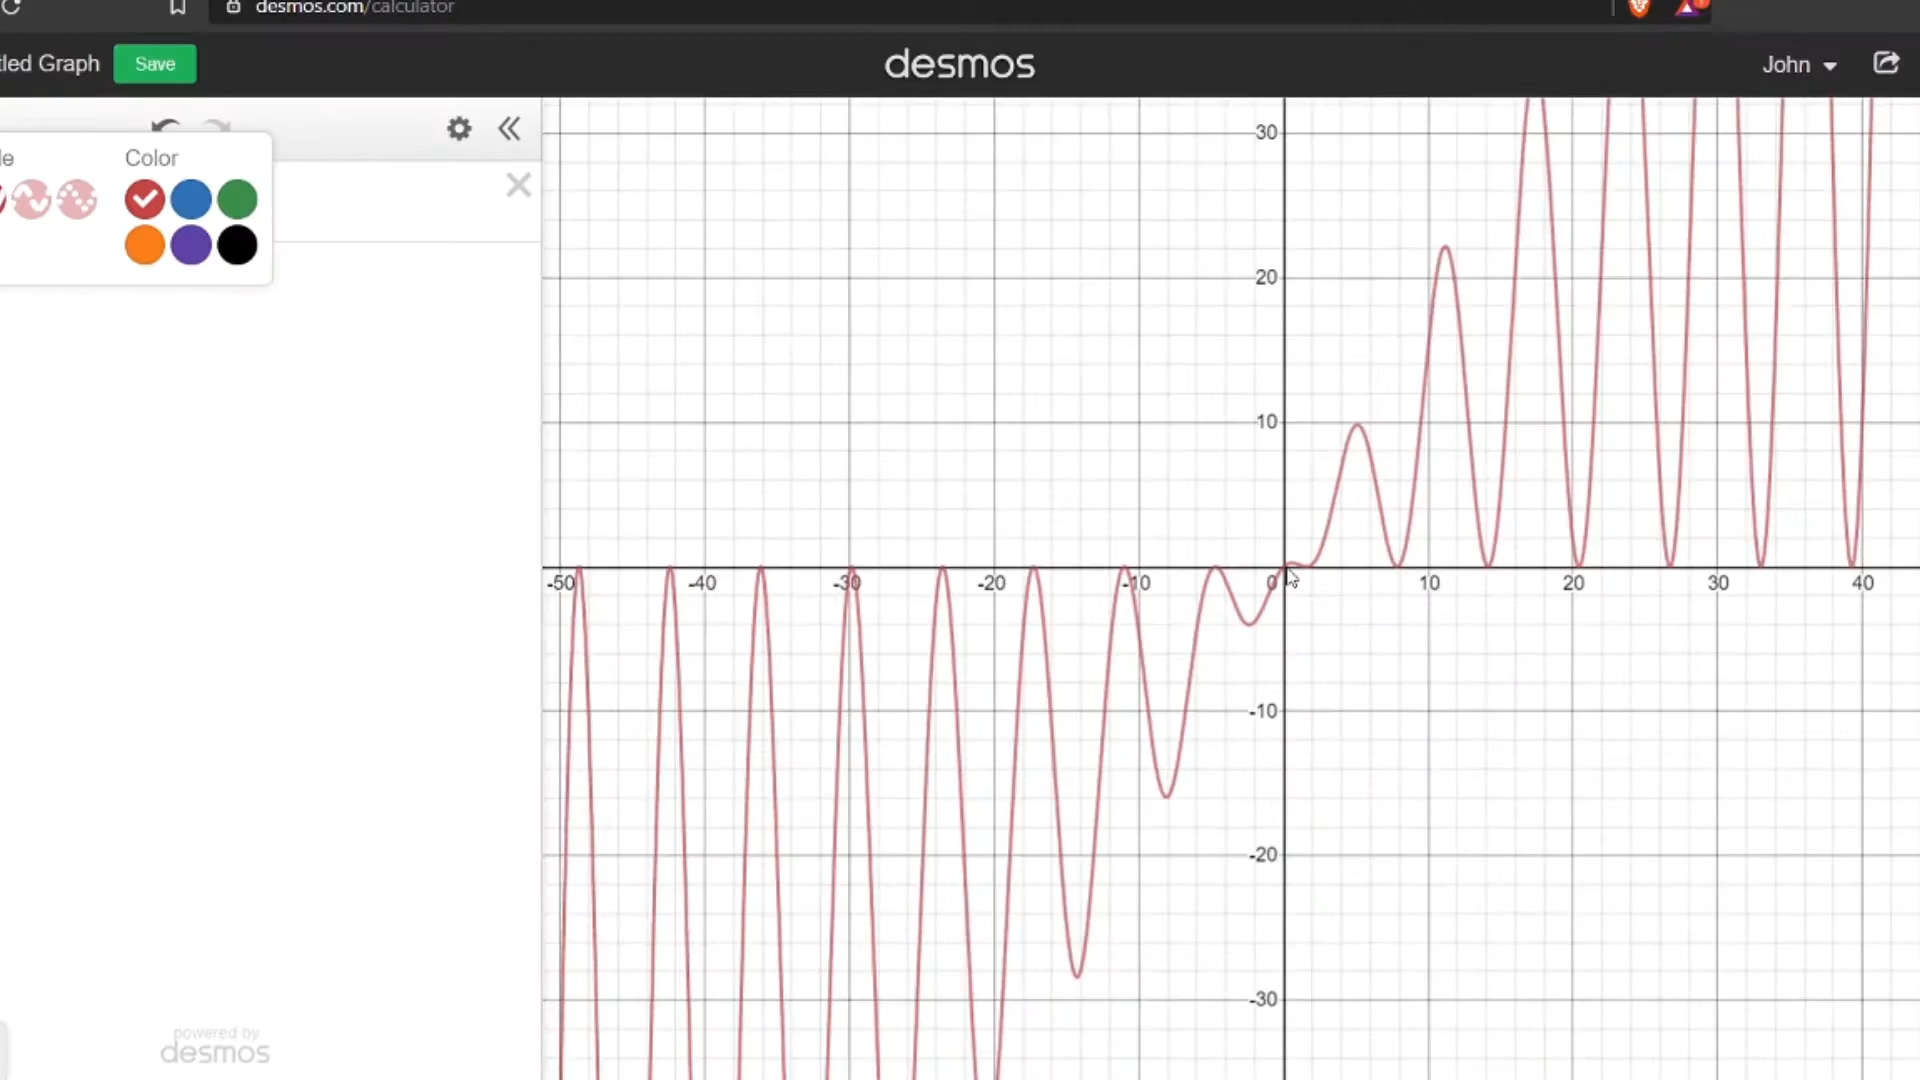 desmos.com/calculator
tled Graph
Save
desmos
John
le
Color
30
20
10
-50
-40
-30
-20
-10
0
10
20
30
40
-10
-20
-30
powered by
desmos